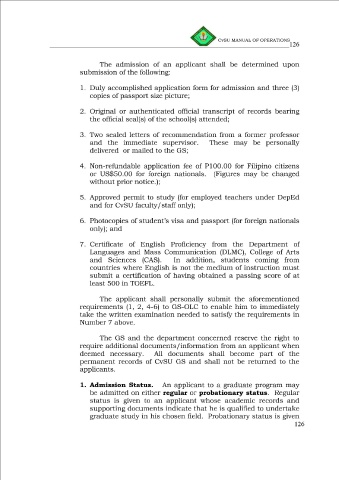 CvSU MANUAL OF OPERATIONS
126
The admission of an applicant shall be determined upon
submission of the following:
1. Duly accomplished application form for admission and three (3)
copies of passport size picture;
2. Original or authenticated official transcript of records bearing
the official seal(s) of the school(s) attended;
3. Two sealed letters of recommendation from a former professor
and the immediate supervisor. These may be personally
delivered or mailed to the GS;
4. Non-refundable application fee of P100.00 for Filipino citizens
or US$50.00 for foreign nationals. (Figures may be changed
without prior notice.);
5. Approved permit to study (for employed teachers under DepEd
and for CvSU faculty/staff only);
6. Photocopies of student's visa and passport (for foreign nationals
only); and
7. Certificate of English Proficiency from the Department of
Languages and Mass Communication (DLMC), College of Arts
and Sciences (CAS). In addition, students coming from
countries where English is not the medium of instruction must
submit a certification of having obtained a passing score of at
least 500 in TOEFL.
The applicant shall personally submit the aforementioned
requirements (1, 2, 4-6) to GS-OLC to enable him to immediately
take the written examination needed to satisfy the requirements in
Number 7 above.
The GS and the department concerned reserve the right to
require additional documents/information from an applicant when
deemed necessary. All documents shall become part of the
permanent records of CvSU GS and shall not be returned to the
applicants.
1. Admission Status. An applicant to a graduate program may
be admitted on either regular or probationary status. Regular
status is given to an applicant whose academic records and
supporting documents indicate that he is qualified to undertake
graduate study in his chosen field. Probationary status is given
126